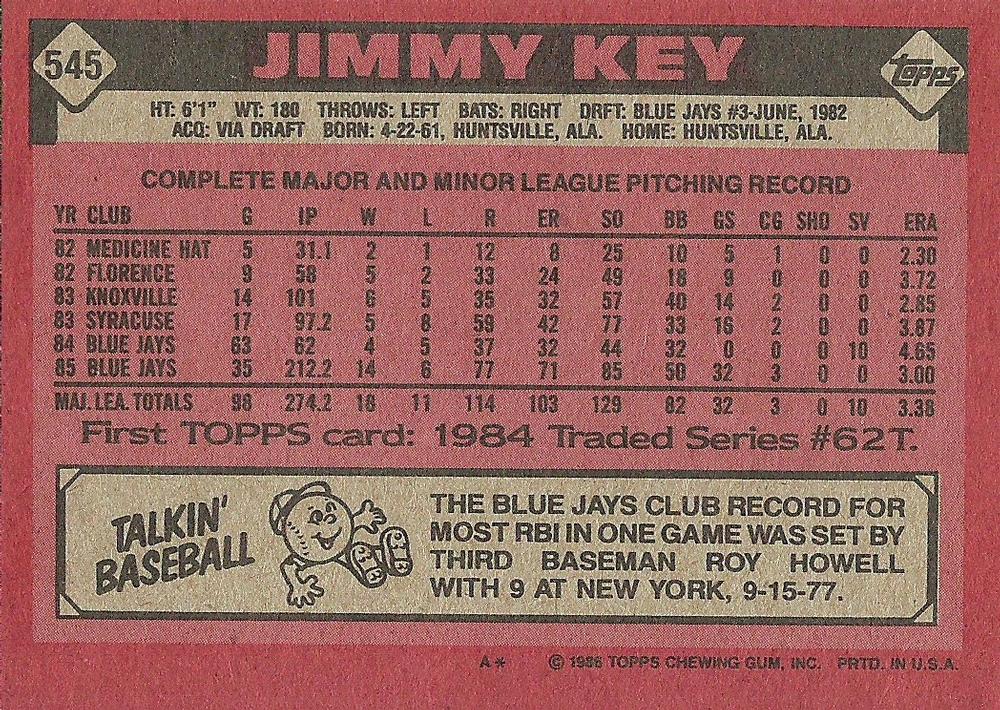 545 JIMMY KEY Topps
HT: 6'1" WT: 180 THROWS: LEFT BATS: RIGHT DRFT: BLUE JAYS #3-JUNE, 1982
ACQ: VIA DRAFT BORN: 4-22-61, HUNTSVILLE, ALA. HOME: HUNTSVILLE, ALA.
COMPLETE MAJOR AND MINOR LEAGUE PITCHING RECORD
YR CLUB G IP W L R ER SO BB GS CG SHO SV ERA
82 MEDICINE HAT 5 31.1 2 1 12 8 25 10 5 1 0 0 2.30
82 FLORENCE 9 58 5 2 33 24 49 18 9 0 0 0 3.72
83 KNOXVILLE 14 101 6 5 35 32 57 40 14 2 0 0 2.85
83 SYRACUSE 17 97.2 5 8 59 42 77 33 16 2 0 0 3.87
84 BLUE JAYS 63 62 4 5 37 32 44 32 0 0 0 10 4.65
85 BLUE JAYS 35 212.2 14 6 77 71 85 50 32 3 0 0 3.00
MAJ. LEA. TOTALS 98 274.2 18 11 114 103 129 82 32 3 0 10 3.38
First TOPPS card: 1984 Traded Series #62T.
TALKIN'
BASEBALL
THE BLUE JAYS CLUB RECORD FOR
MOST RBI IN ONE GAME WAS SET BY
THIRD BASEMAN ROY HOWELL
WITH 9 AT NEW YORK, 9-15-77.
A* © 1986 TOPPS CHEWING GUM, INC. PRTD. IN U.S.A.